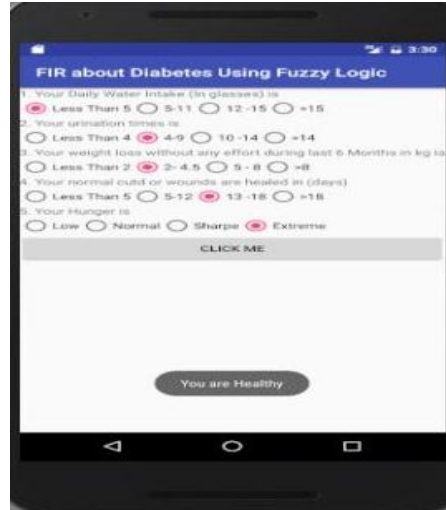 3:30
FIR about Diabetes Using Fuzzy Logic
1. Your Daily Water Intake (In glasses) is
Less Than 5 5-11 12-15 >15
2. Your urination times is
Less Than 4 4-9 10-14 >14
3. Your weight loss without any effort during last 6 Months in kg is
Less Than 2 2-4.5 5-8 >8
4. Your normal cutd or wounds are healed in (days)
Less Than 5 5-12 13-18 >18
5. Your Hunger is
Low Normal Sharpe Extreme
CLICK ME
You are Healthy